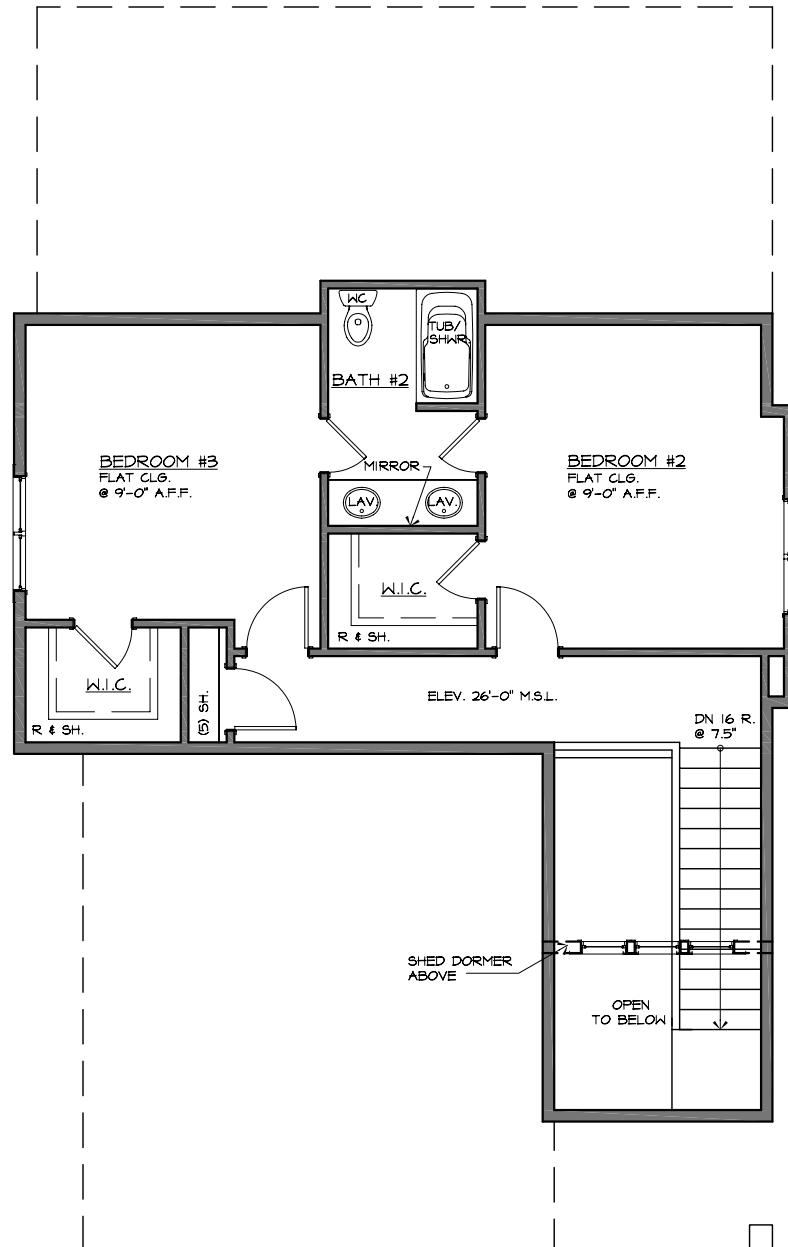 WC
TUB/
SHWR
BATH #2
BEDROOM #3
FLAT CLG.
@ 9'-0" A.F.F.
MIRROR
BEDROOM #2
FLAT CLG.
@ 9'-0" A.F.F.
LAV.
LAV.
W.I.C.
R & SH.
W.I.C.
R & SH.
(5) SH.
ELEV. 26'-0" M.S.L.
DN 16 R.
@ 7.5"
SHED DORMER
ABOVE
OPEN
TO BELOW